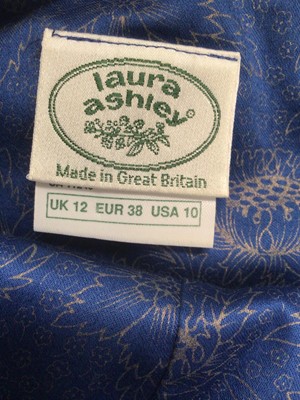 laura
ashley®
Made in Great Britain
UK 12 EUR 38 USA 10